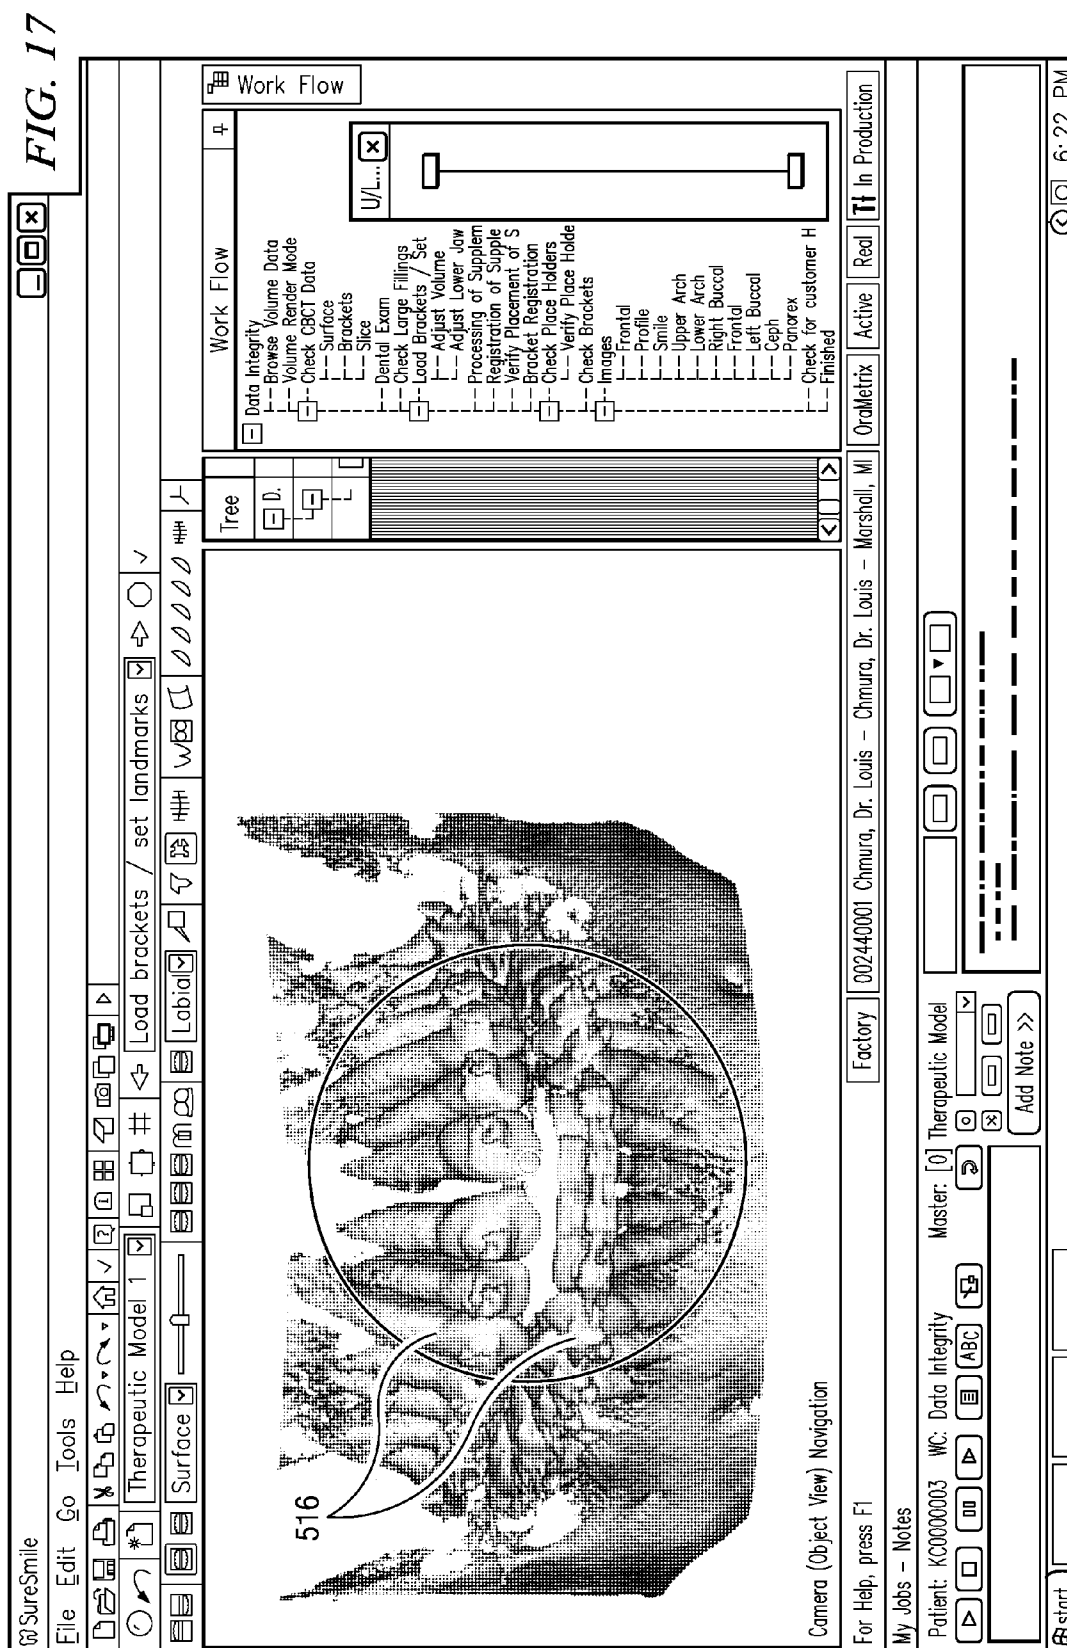 FIG. 17
SureSmile
File Edit Go Tools Help
Therapeutic Model 1
Load brackets / set landmarks
Surface
Labial
516
Camera (Object View) Navigation
Tree
D.
Work Flow
Work Flow
Data Integrity
Browse Volume Data
Volume Render Mode
Check CBCT Data
Surface
Brackets
Slice
Dental Exam
Check Large Fillings
Load Brackets / Set
Adjust Volume
Adjust Lower Jaw
Processing of Supplem
Registration of Supple
Verify Placement of S
Bracket Registration
Check Place Holders
Verify Place Holde
Check Brackets
Images
Frontal
Profile
Smile
Upper Arch
Lower Arch
Right Buccal
Frontal
Left Buccal
Ceph
Panorex
Check for customer H
Finished
U/L...
For Help, press F1
Factory
002440001 Chmura, Dr. Louis - Chmura, Dr. Louis - Marshall, MI
OraMetrix
Active
Real
In Production
My Jobs - Notes
Patient: KC0000003 WC: Data Integrity Master: [0] Therapeutic Model
ABC
Add Note >>
start
6:22 PM